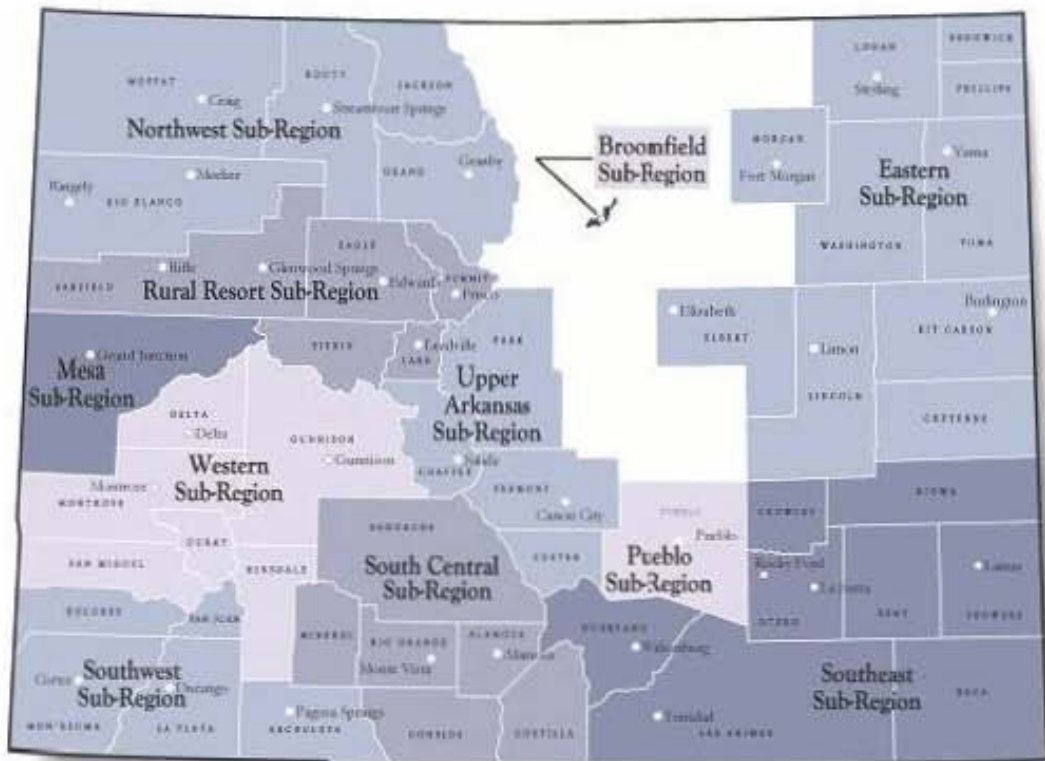 LOGAN
SEDGWICK
MOFFAT
ROUTT
JACKSON
Sterling
PHILLIPS
Craig
Steamboat Springs
Northwest Sub-Region
Broomfield
Sub-Region
MORGAN
Fort Morgan
Yuma
Eastern
Sub-Region
Meeker
GRAND
Granby
Rangely
RIO BLANCO
WASHINGTON
YUMA
EAGLE
Rifle
Glenwood Springs
Edwards
SUMMIT
Frisco
GARFIELD
Rural Resort Sub-Region
Elizabeth
ELBERT
Burlington
KIT CARSON
Grand Junction
Mesa
Sub-Region
PITKIN
Leadville
LAKE
PARK
Limon
LINCOLN
Upper
Arkansas
Sub-Region
CHEYENNE
DELTA
Delta
GUNNISON
Gunnison
Western
Sub-Region
CHAFFEE
Salida
Montrose
MONTROSE
FREMONT
Canon City
KIOWA
CROWLEY
PUEBLO
Pueblo
Pueblo
Sub-Region
OURAY
SAGUACHE
SAN MIGUEL
HINSDALE
CUSTER
South Central
Sub-Region
Rocky Ford
La Junta
Lamar
OTERO
BENT
PROWERS
DOLORES
SAN JUAN
MINERAL
RIO GRANDE
Monte Vista
ALAMOSA
Alamosa
HUERFANO
Walsenburg
Southwest
Sub-Region
Cortez
Durango
Southeast
Sub-Region
BACA
MONTEZUMA
LA PLATA
Pagosa Springs
ARCHULETA
CONEJOS
COSTILLA
Trinidad
LAS ANIMAS